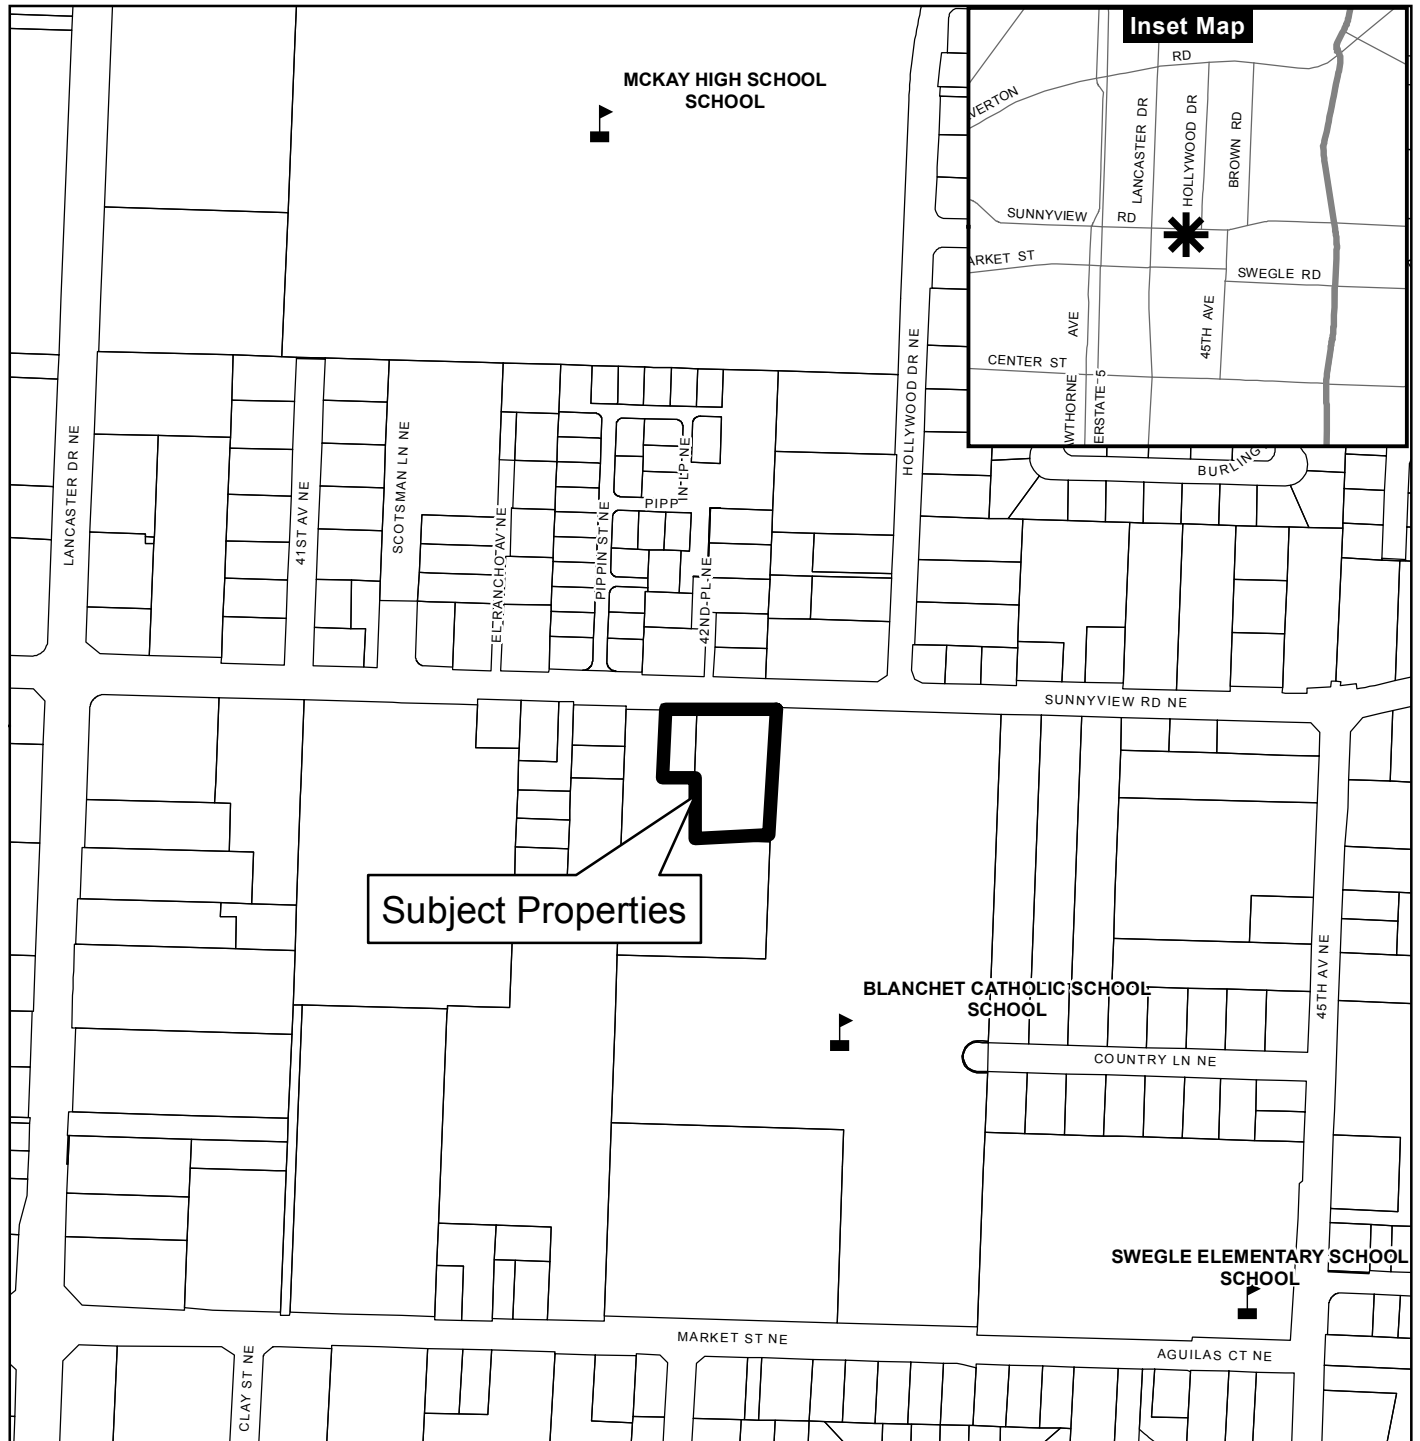 Inset Map
RD
VERTON
LANCASTER DR
HOLLYWOOD DR
BROWN RD
SUNNYVIEW RD
ARKET ST
SWEGLE RD
45TH AVE
AVE
CENTER ST
AWTHORNE
ERSTATE 5
MCKAY HIGH SCHOOL
SCHOOL
HOLLYWOOD DR NE
LANCASTER DR NE
41ST AV NE
SCOTSMAN LN NE
EL RANCHO AV NE
PIPPIN ST NE
PIPP
IN LP NE
42ND PL NE
BURLING
SUNNYVIEW RD NE
Subject Properties
BLANCHET CATHOLIC SCHOOL
SCHOOL
45TH AV NE
COUNTRY LN NE
SWEGLE ELEMENTARY SCHOOL
SCHOOL
MARKET ST NE
AGUILAS CT NE
CLAY ST NE